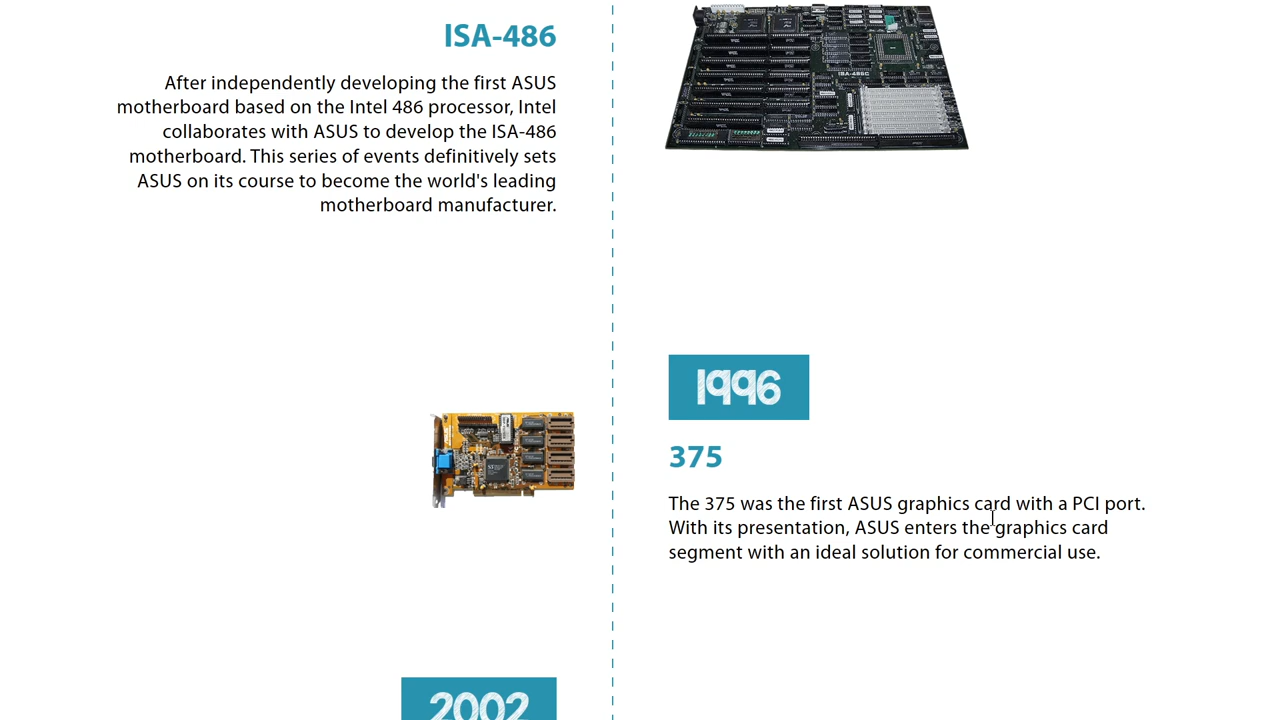 ISA-486
After independently developing the first ASUS
motherboard based on the Intel 486 processor, Intel
collaborates with ASUS to develop the ISA-486
motherboard. This series of events definitively sets
ASUS on its course to become the world's leading
motherboard manufacturer.
ISA-486C
1996
375
The 375 was the first ASUS graphics card with a PCI port.
With its presentation, ASUS enters the graphics card
segment with an ideal solution for commercial use.
2002